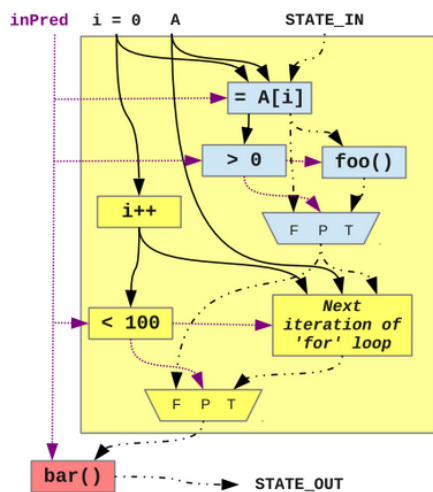 inPred i = 0 A STATE_IN
= A[i]
> 0
foo()
i++
F P T
< 100
Next
iteration of
'for' loop
F P T
bar()
STATE_OUT